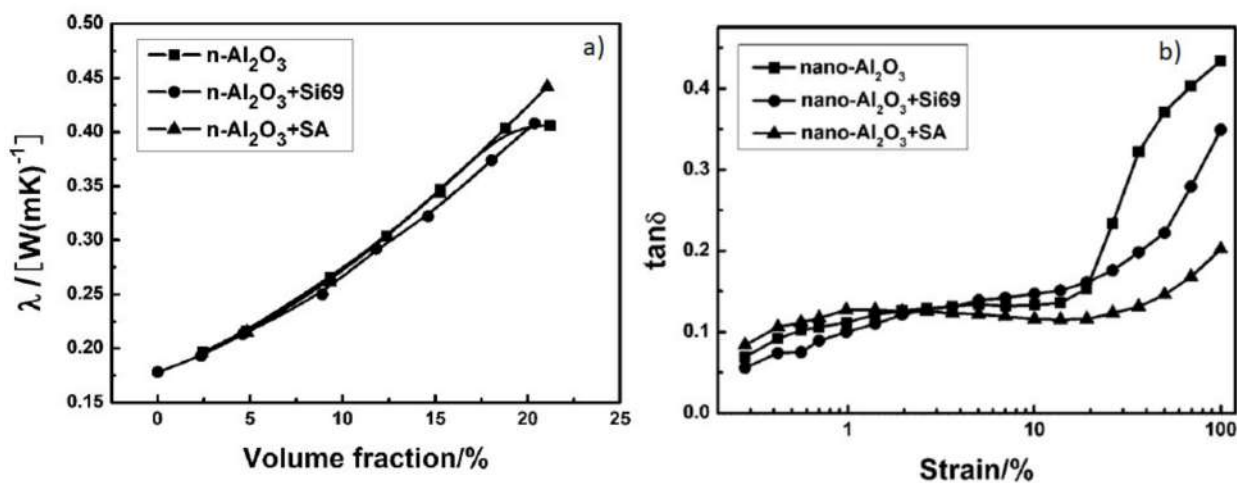 a)
n-Al₂O₃
n-Al₂O₃+Si69
n-Al₂O₃+SA
0.50
0.45
0.40
0.35
0.30
0.25
0.20
0.15
0 5 10 15 20 25
λ /[W(mK)⁻¹]
Volume fraction/%
b)
nano-Al₂O₃
nano-Al₂O₃+Si69
nano-Al₂O₃+SA
0.4
0.3
0.2
0.1
0.0
1 10 100
tanδ
Strain/%